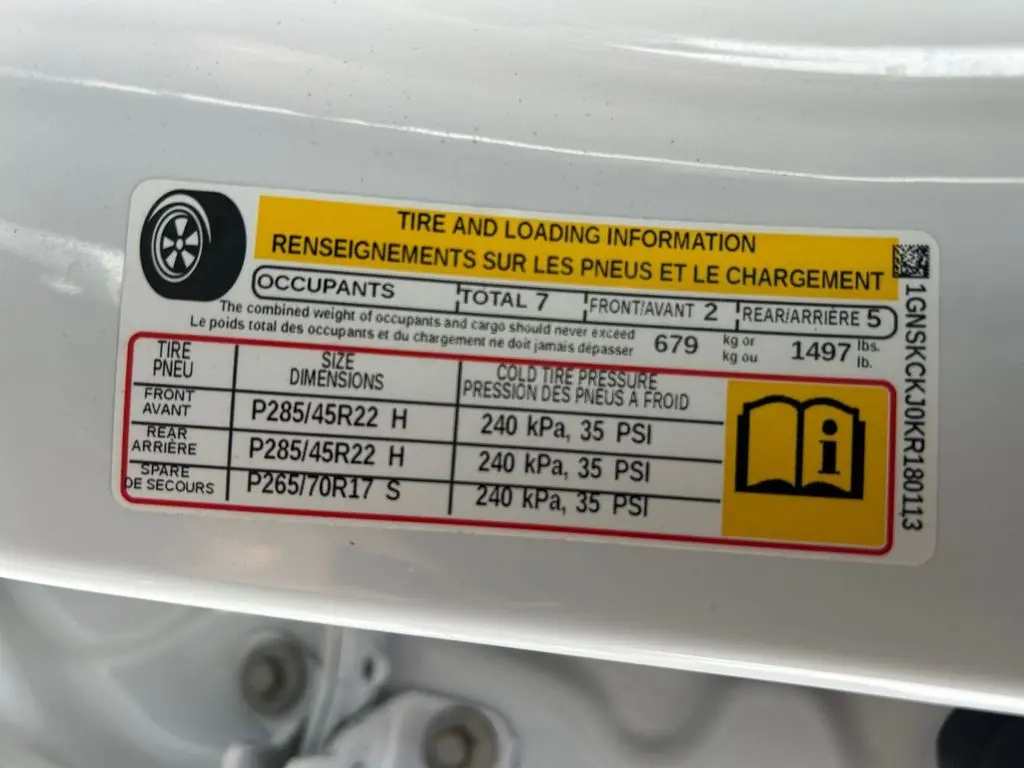 TIRE AND LOADING INFORMATION
RENSEIGNEMENTS SUR LES PNEUS ET LE CHARGEMENT
OCCUPANTS TOTAL 7 FRONT/AVANT 2 REAR/ARRIÈRE 5
The combined weight of occupants and cargo should never exceed 679 kg or 1497 lbs.
Le poids total des occupants et du chargement ne doit jamais dépasser kg ou lb.
TIRE PNEU SIZE DIMENSIONS COLD TIRE PRESSURE PRESSION DES PNEUS A FROID
FRONT AVANT P285/45R22 H 240 kPa, 35 PSI
REAR ARRIÈRE P285/45R22 H 240 kPa, 35 PSI
SPARE DE SECOURS P265/70R17 S 240 kPa, 35 PSI
1GNSKCKJ0KR180113